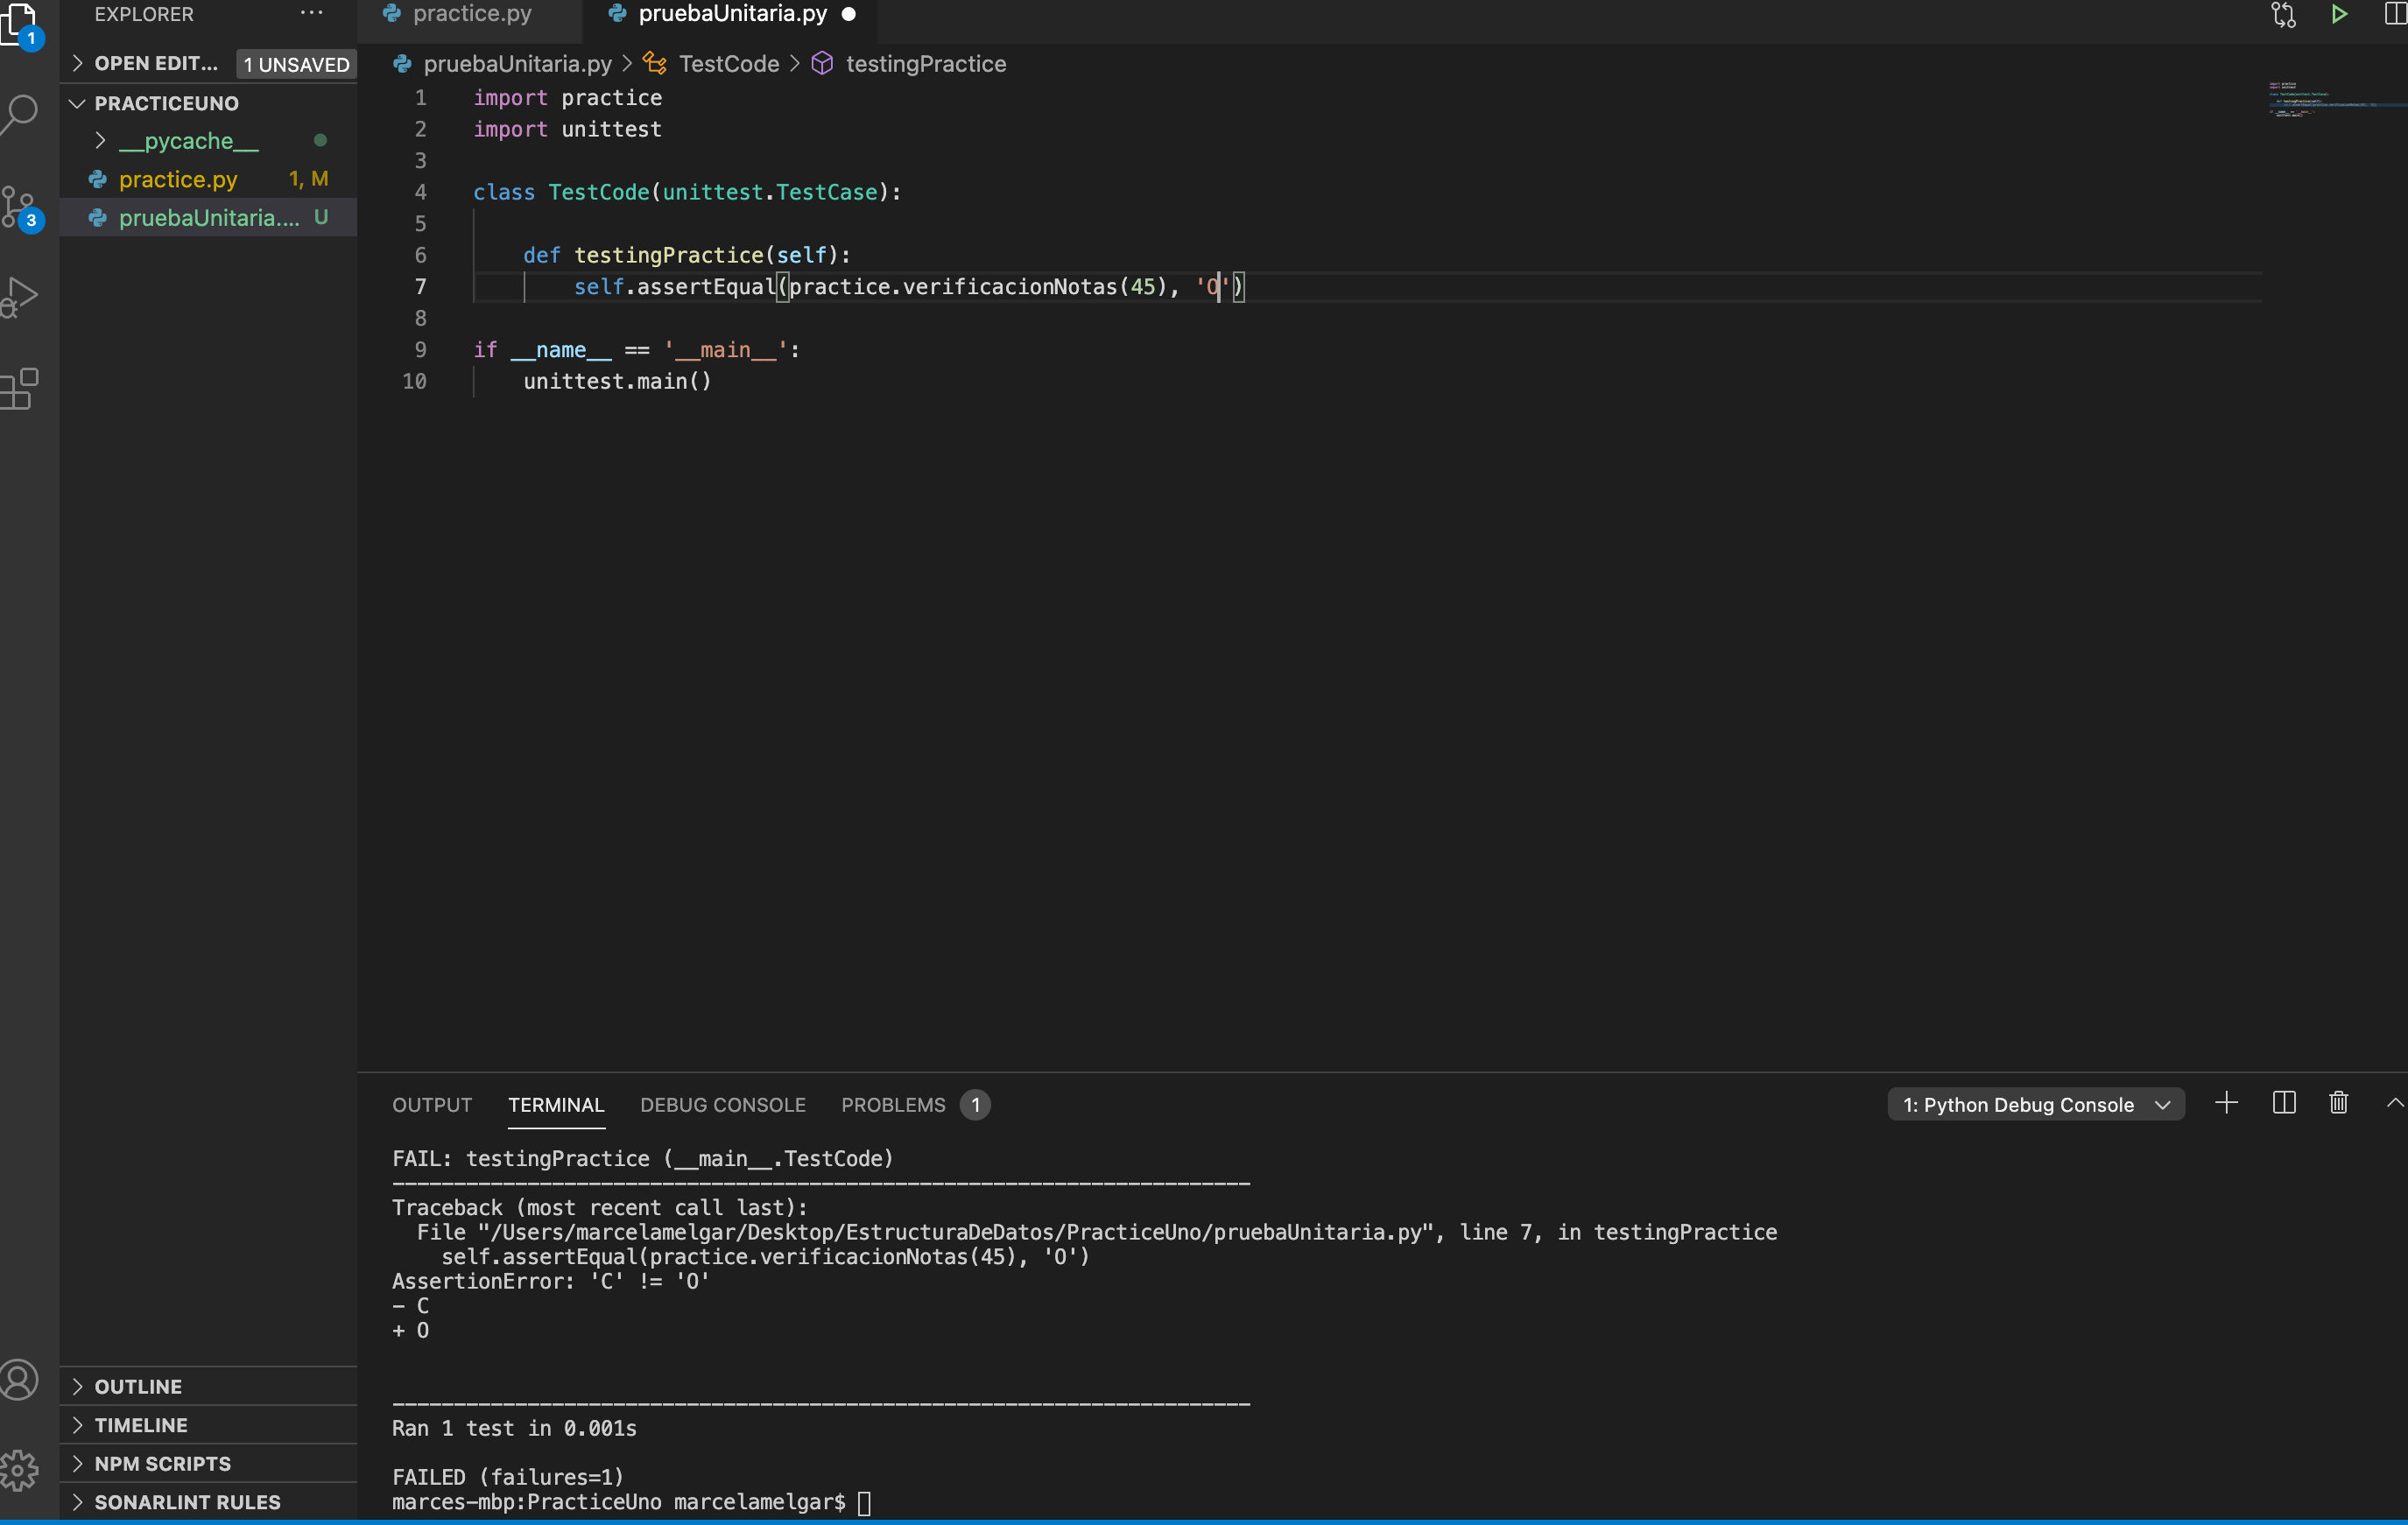 EXPLORER ...
practice.py
pruebaUnitaria.py
1
OPEN EDIT... 1 UNSAVED
pruebaUnitaria.py > TestCode > testingPractice
PRACTICEUNO
__pycache__
practice.py 1, M
pruebaUnitaria.... U
3
1 import practice
2 import unittest
3
4 class TestCode(unittest.TestCase):
5
6 def testingPractice(self):
7 self.assertEqual(practice.verificacionNotas(45), 'O')
8
9 if __name__ == '__main__':
10 unittest.main()
OUTPUT TERMINAL DEBUG CONSOLE PROBLEMS 1
1: Python Debug Console
FAIL: testingPractice (__main__.TestCode)
----------------------------------------------------------------------
Traceback (most recent call last):
File "/Users/marcelamelgar/Desktop/EstructuraDeDatos/PracticeUno/pruebaUnitaria.py", line 7, in testingPractice
self.assertEqual(practice.verificacionNotas(45), 'O')
AssertionError: 'C' != 'O'
- C
+ O
----------------------------------------------------------------------
Ran 1 test in 0.001s
FAILED (failures=1)
marces-mbp:PracticeUno marcelamelgar$
OUTLINE
TIMELINE
NPM SCRIPTS
SONARLINT RULES